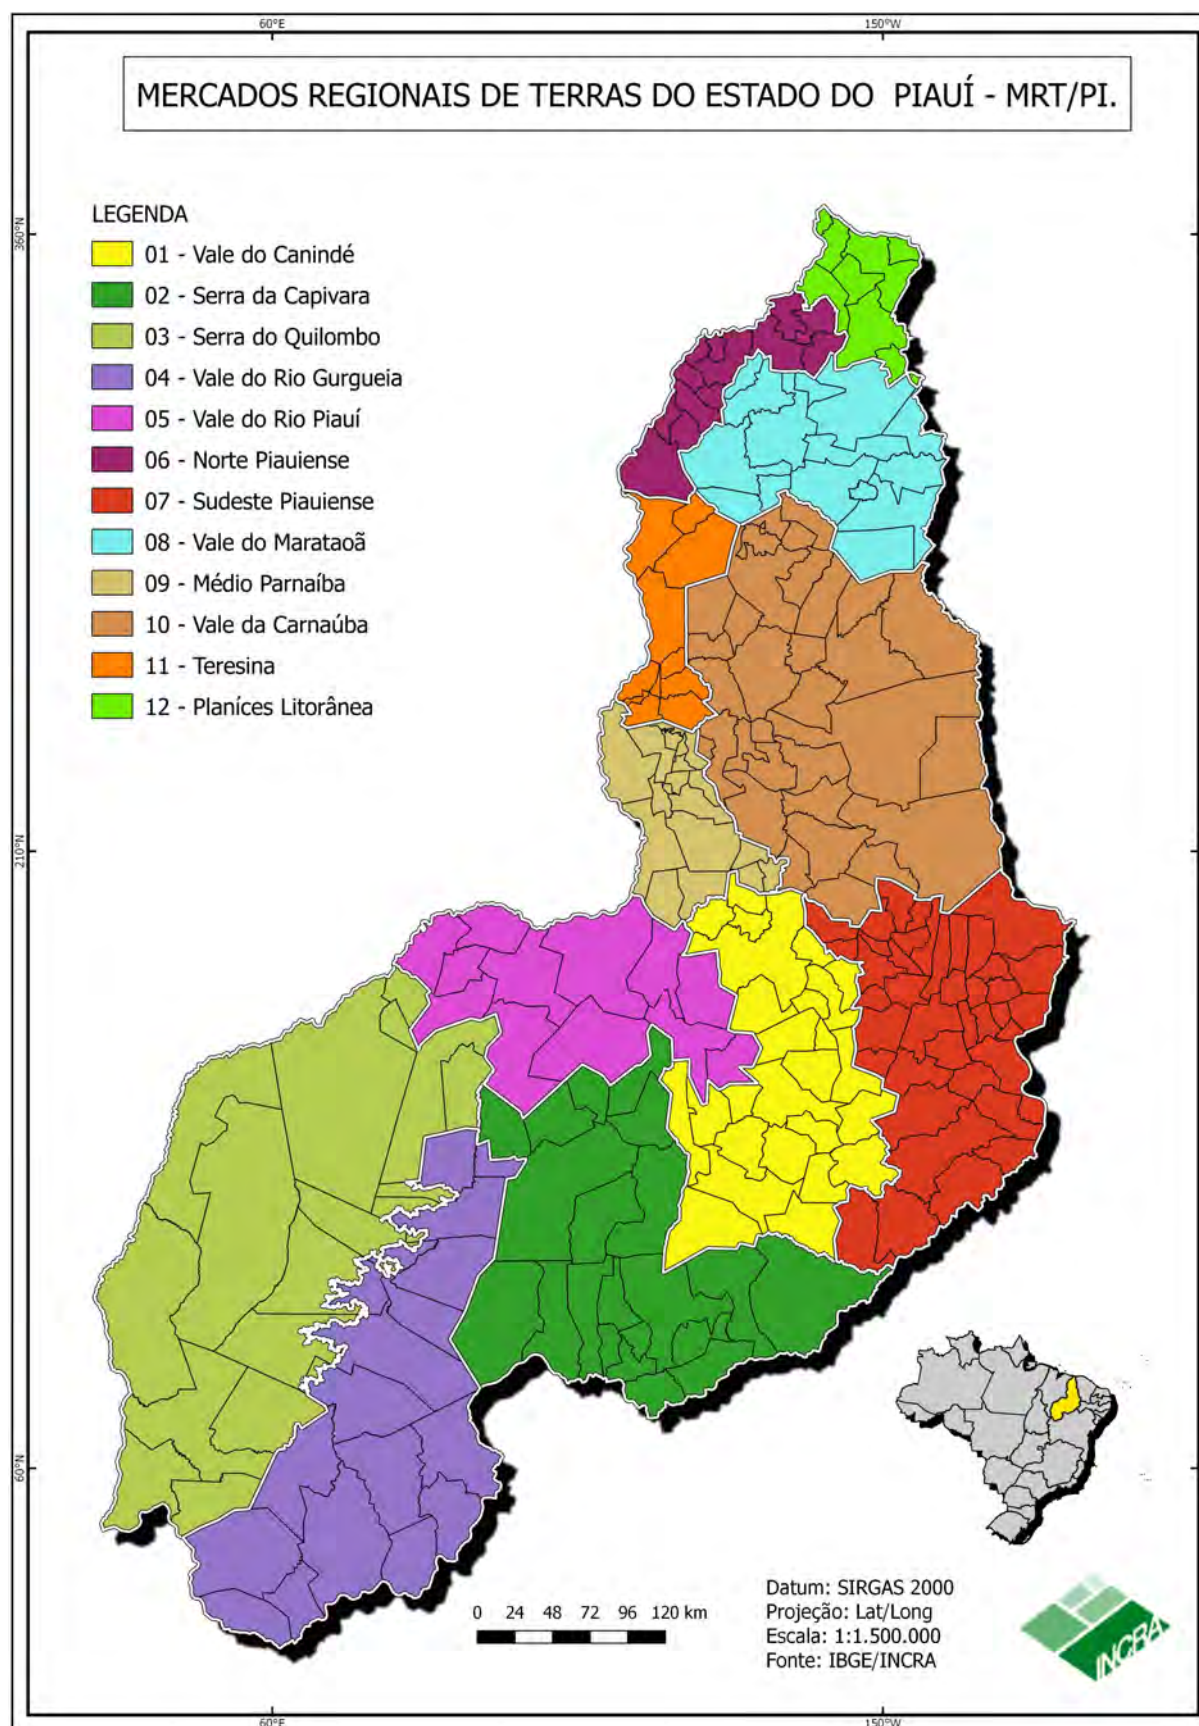 60°E
150°W
MERCADOS REGIONAIS DE TERRAS DO ESTADO DO PIAUÍ - MRT/PI.
360°N
LEGENDA
01 - Vale do Canindé
02 - Serra da Capivara
03 - Serra do Quilombo
04 - Vale do Rio Gurgueia
05 - Vale do Rio Piauí
06 - Norte Piauiense
07 - Sudeste Piauiense
08 - Vale do Marataoã
09 - Médio Parnaíba
10 - Vale da Carnaúba
11 - Teresina
12 - Planíces Litorânea
210°N
60°N
0 24 48 72 96 120 km
Datum: SIRGAS 2000
Projeção: Lat/Long
Escala: 1:1.500.000
Fonte: IBGE/INCRA
INCRA
60°E
150°W